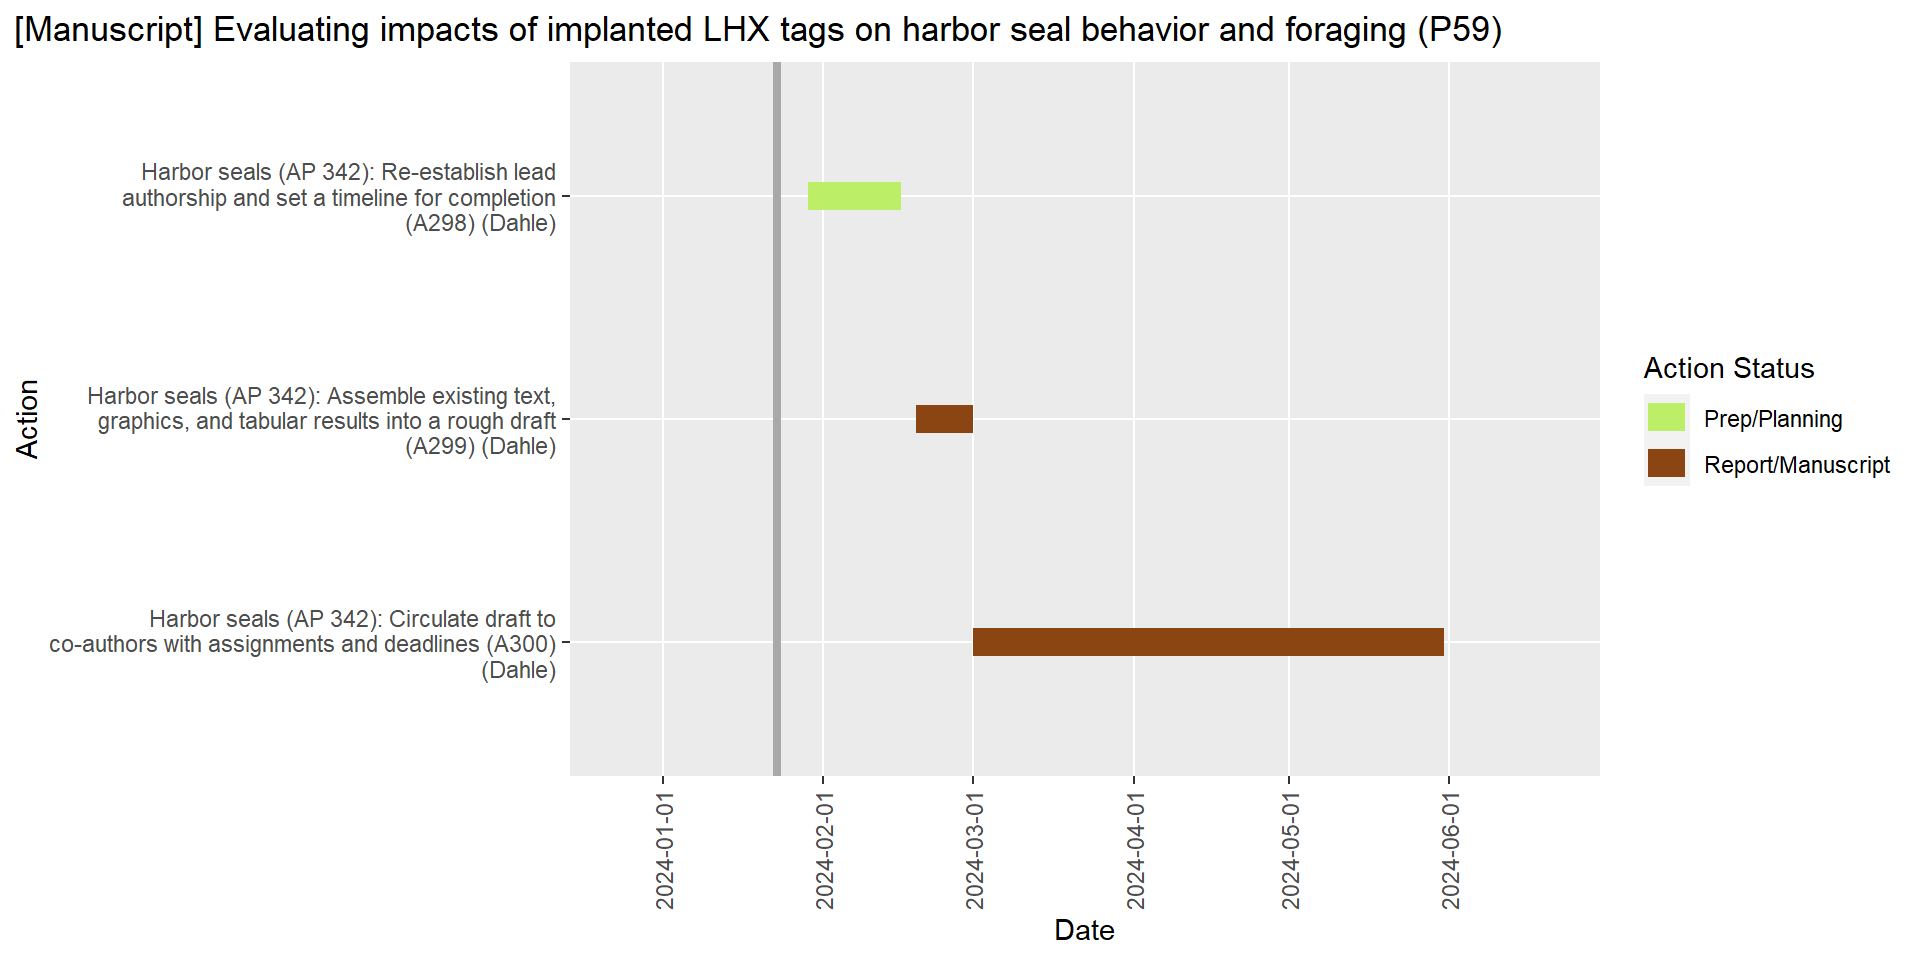 [Manuscript] Evaluating impacts of implanted LHX tags on harbor seal behavior and foraging (P59)
Action
Harbor seals (AP 342): Re-establish lead
authorship and set a timeline for completion
(A298) (Dahle)
Harbor seals (AP 342): Assemble existing text,
graphics, and tabular results into a rough draft
(A299) (Dahle)
Harbor seals (AP 342): Circulate draft to
co-authors with assignments and deadlines (A300)
(Dahle)
2024-01-01
2024-02-01
2024-03-01
2024-04-01
2024-05-01
2024-06-01
Date
Action Status
Prep/Planning
Report/Manuscript